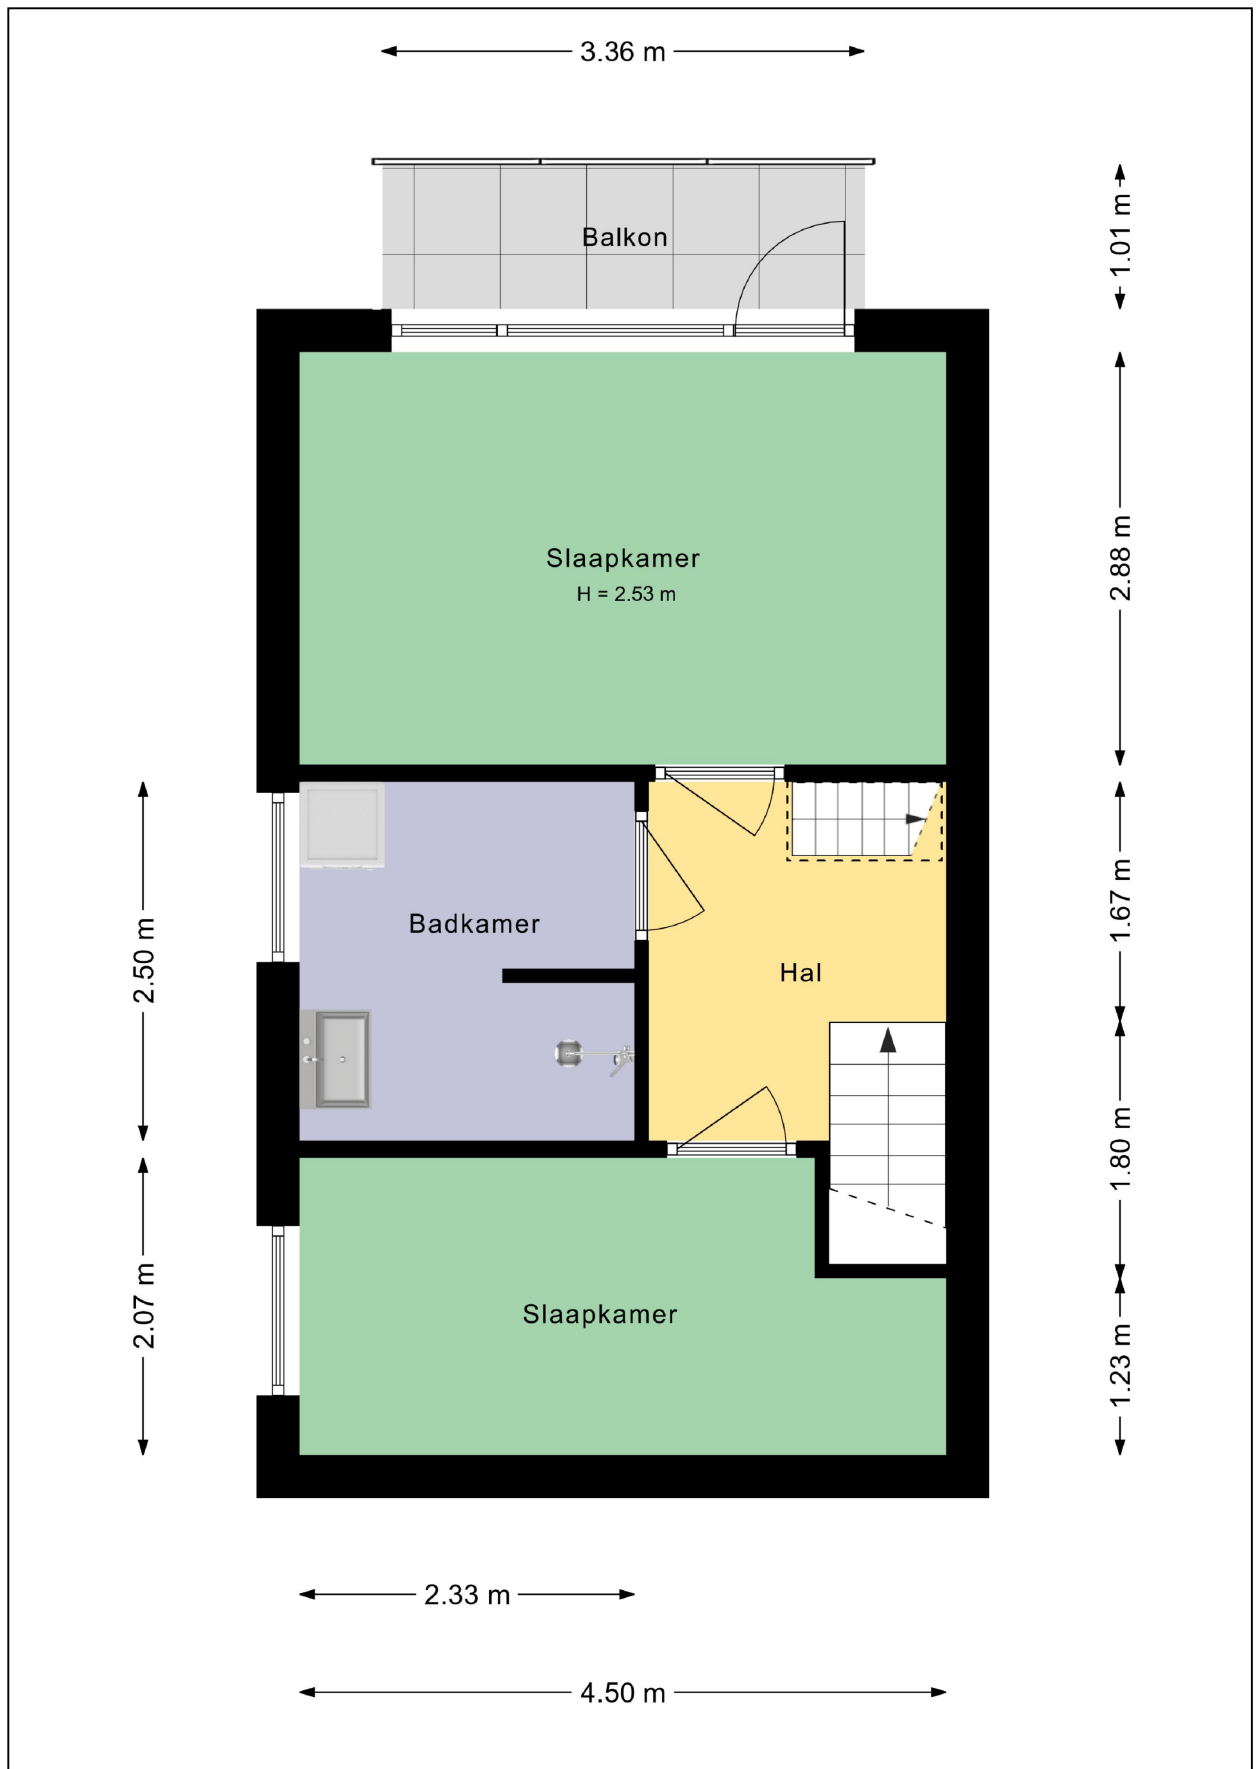 3.36 m
1.01 m
Balkon
2.88 m
Slaapkamer
H = 2.53 m
1.67 m
2.50 m
Badkamer
Hal
1.80 m
2.07 m
Slaapkamer
1.23 m
2.33 m
4.50 m